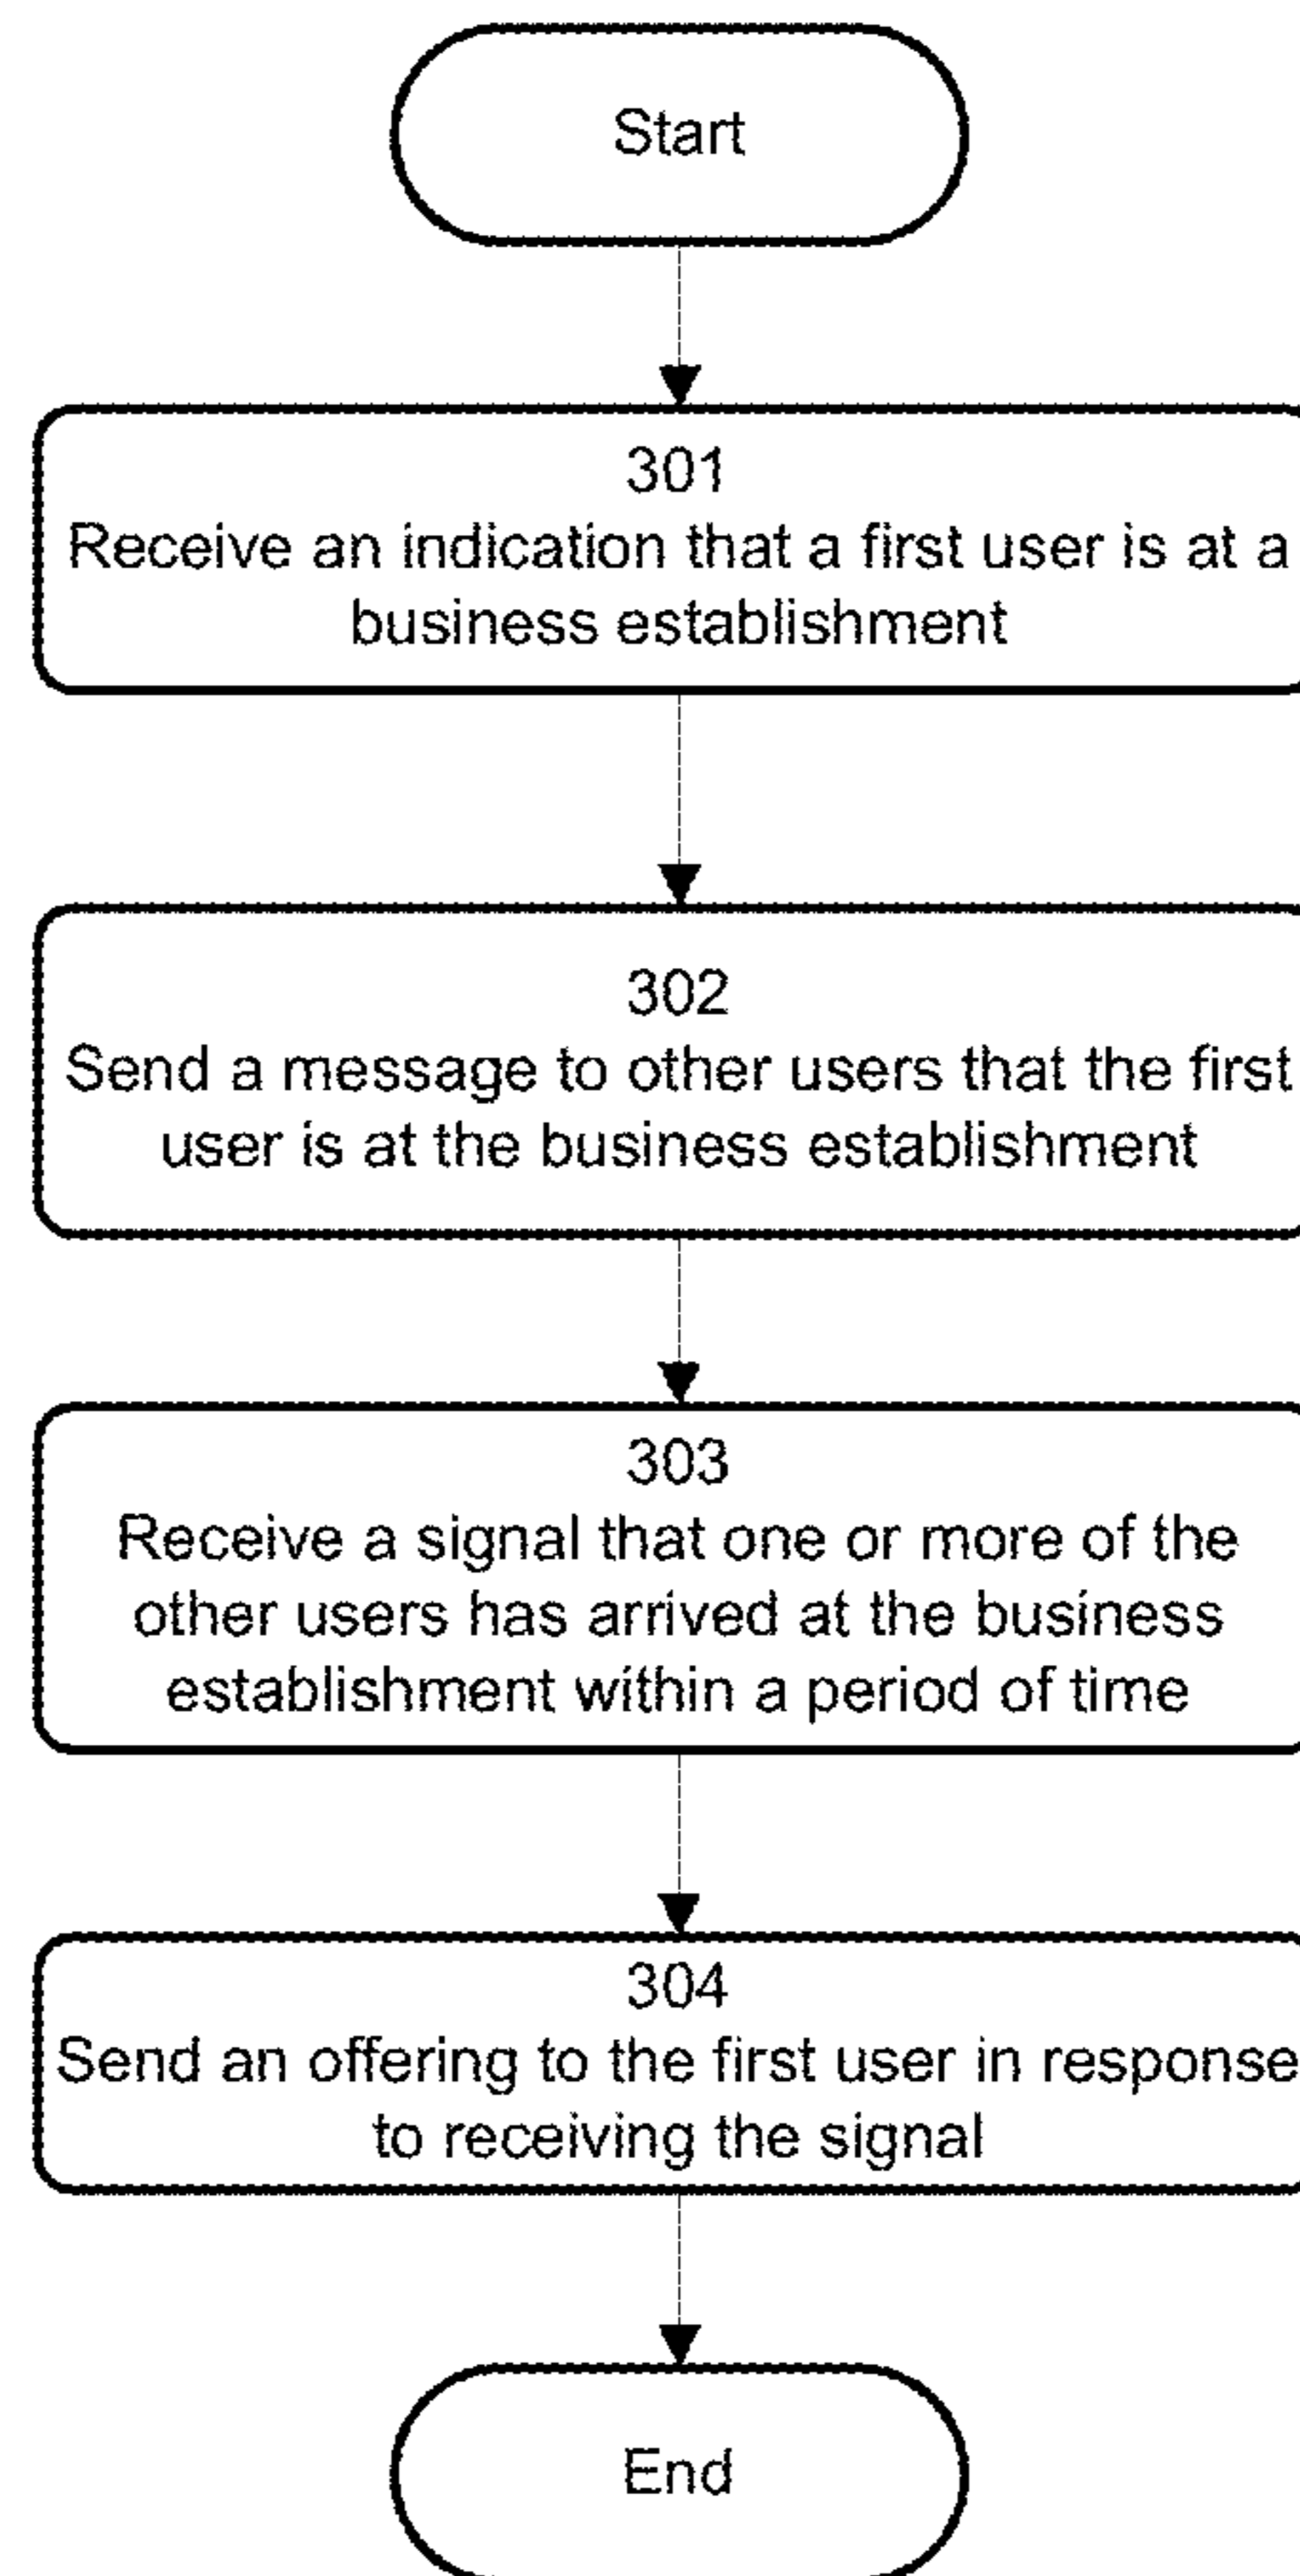 Start
301
Receive an indication that a first user is at a
business establishment
302
Send a message to other users that the first
user is at the business establishment
303
Receive a signal that one or more of the
other users has arrived at the business
establishment within a period of time
304
Send an offering to the first user in response
to receiving the signal
End